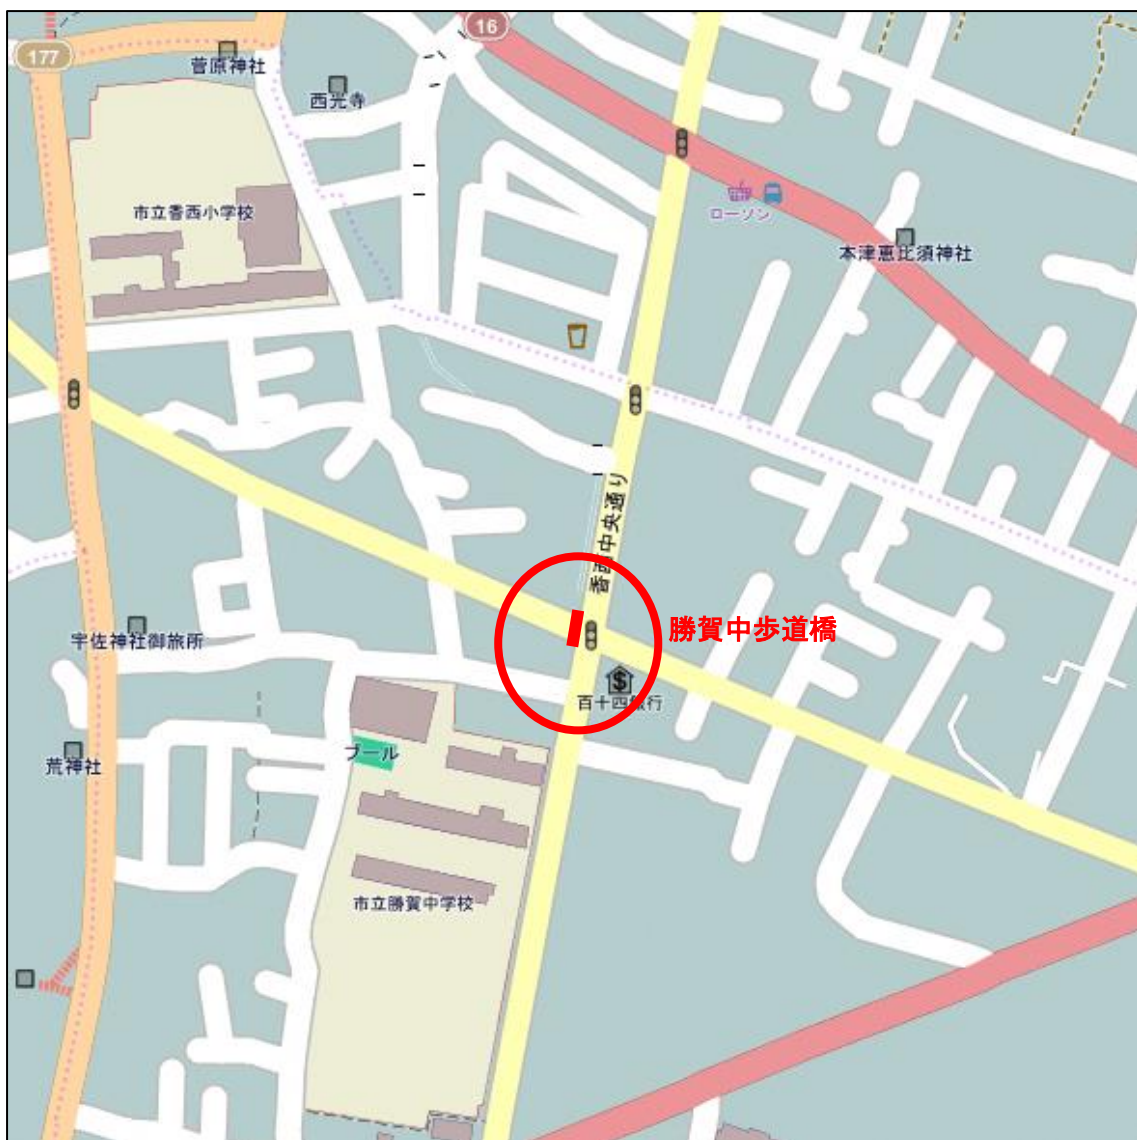 16
177
菅原神社
西光寺
ローソン
市立香西小学校
本津恵比須神社
香西中央通り
勝賀中歩道橋
宇佐神社御旅所
百十四銀行
プール
荒神社
市立勝賀中学校